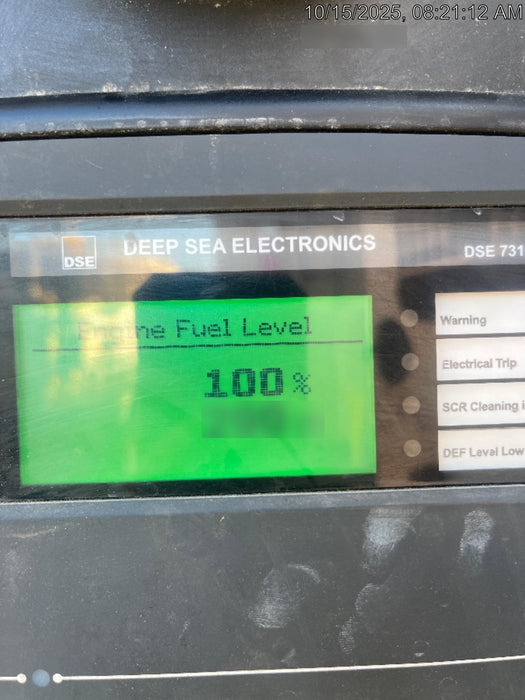 10/15/2025, 08:21:12 AM
DSE
DEEP SEA ELECTRONICS
DSE 731
Engine Fuel Level
100 %
Warning
Electrical Trip
SCR Cleaning
DEF Level Low